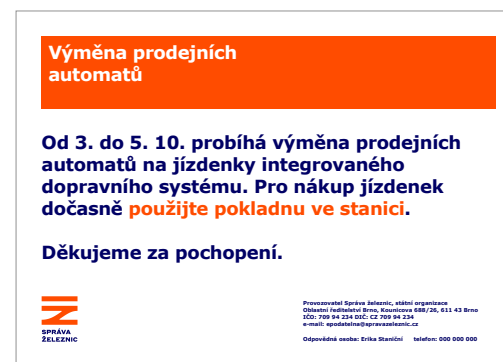 Výměna prodejních
automatů
Od 3. do 5. 10. probíhá výměna prodejních
automatů na jízdenky integrovaného
dopravního systému. Pro nákup jízdenek
dočasně použijte pokladnu ve stanici.
Děkujeme za pochopení.
SPRÁVA
ŽELEZNIC
Provozovatel Správa železnic, státní organizace
Oblastní ředitelství Brno, Kounicova 688/26, 611 43 Brno
IČO: 709 94 234 DIČ: CZ 709 94 234
e-mail: epodatelna@spravazeleznic.cz
Odpovědná osoba: Erika Staniční telefon: 000 000 000